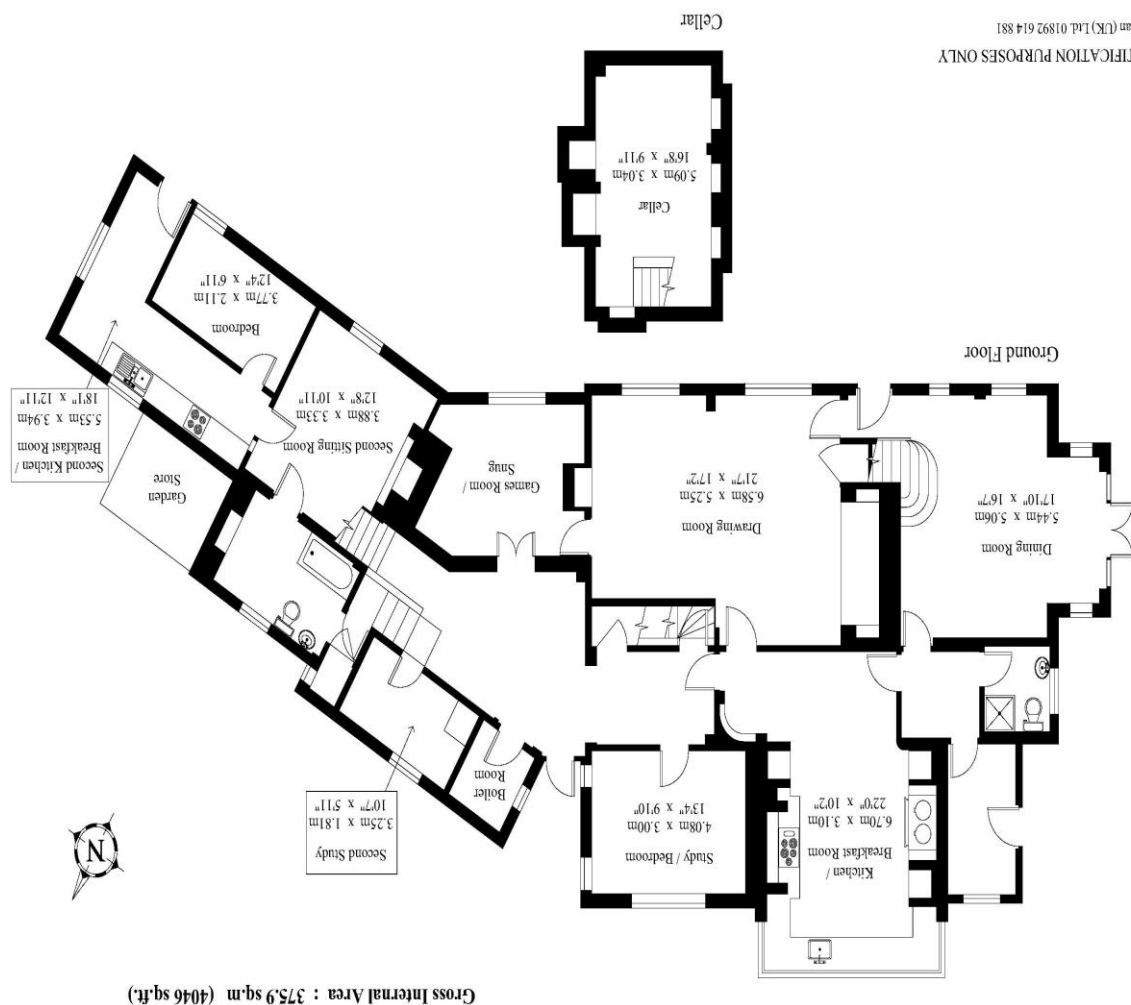 Gross Internal Area : 375.9 sq.m (4046 sq.ft.)
N
Kitchen /
Breakfast Room
6.70m x 3.10m
22'0" x 10'2"
Study / Bedroom
4.08m x 3.00m
13'4" x 9'10"
Second Study
3.25m x 1.81m
10'7" x 5'11"
Boiler
Room
Dining Room
5.44m x 5.06m
17'10" x 16'7"
Drawing Room
6.58m x 5.25m
21'7" x 17'2"
Games Room /
Snug
Garden
Store
Second Kitchen /
Breakfast Room
5.53m x 3.94m
18'1" x 12'11"
Second Sitting Room
3.88m x 3.33m
12'8" x 10'11"
Bedroom
3.77m x 2.11m
12'4" x 6'11"
Ground Floor
Cellar
5.09m x 3.04m
16'8" x 9'11"
Cellar
TIFICATION PURPOSES ONLY
an (UK) Ltd. 01892 614 881